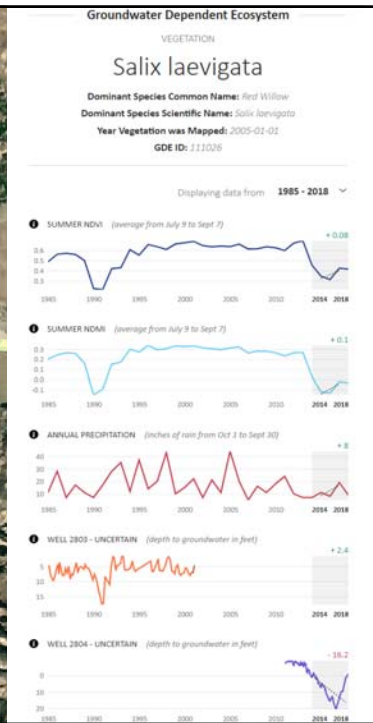 Groundwater Dependent Ecosystem
VEGETATION
Salix laevigata
Dominant Species Common Name: Red Willow
Dominant Species Scientific Name: Salix laevigata
Year Vegetation was Mapped: 2005-01-01
GDE ID: 111026
Displaying data from 1985 - 2018
SUMMER NDVI (average from July 9 to Sept 7)
+ 0.08
0.6
0.5
0.4
0.3
1985 1990 1995 2000 2005 2010 2014 2018
SUMMER NDMI (average from July 9 to Sept 7)
+ 0.1
0.3
0.2
0.1
0.0
-0.1
1985 1990 1995 2000 2005 2010 2014 2018
ANNUAL PRECIPITATION (inches of rain from Oct 1 to Sept 30)
+ 8
40
30
20
10
1985 1990 1995 2000 2005 2010 2014 2018
WELL 2803 - UNCERTAIN (depth to groundwater in feet)
+ 2.4
5
10
15
1985 1990 1995 2000 2005 2010 2014 2018
WELL 2804 - UNCERTAIN (depth to groundwater in feet)
- 16.2
0
10
20
1985 1990 1995 2000 2005 2010 2014 2018